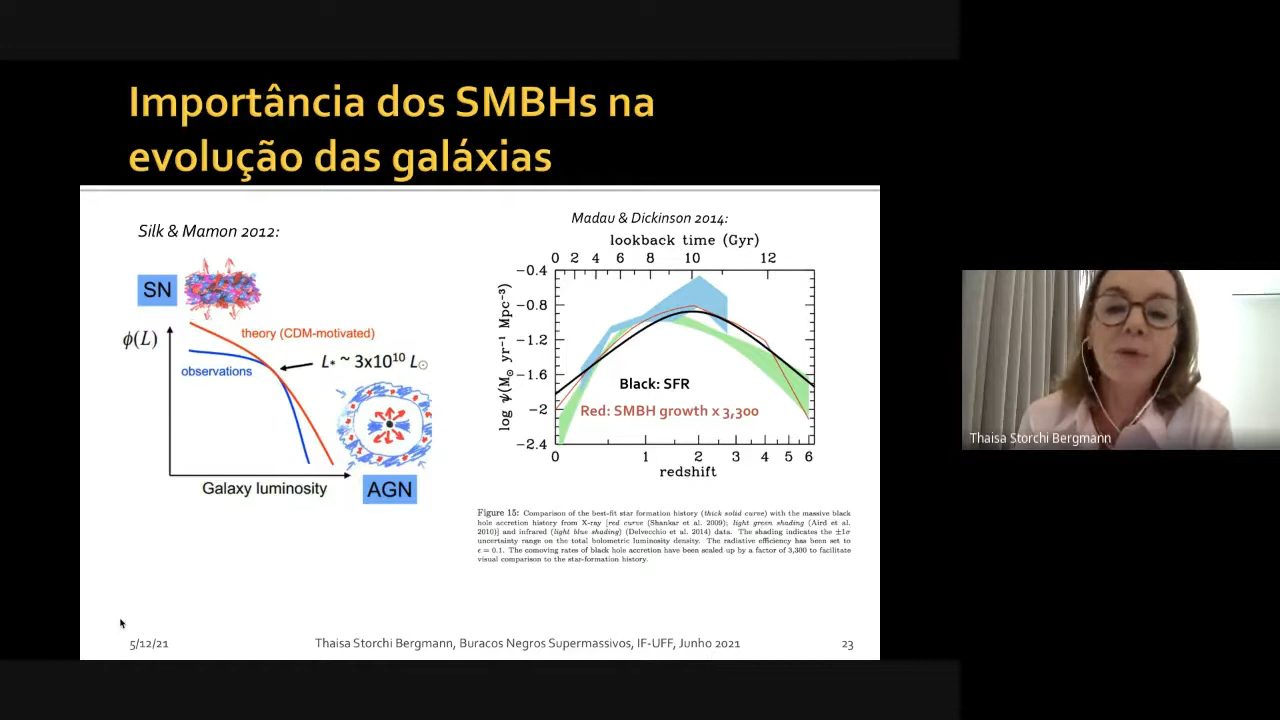 Importância dos SMBHs na
evolução das galáxias
Silk & Mamon 2012:
SN
ϕ(L)
theory (CDM-motivated)
observations
L* ~ 3x10¹⁰ L☉
Galaxy luminosity
AGN
Madau & Dickinson 2014:
lookback time (Gyr)
0 2 4 6 8 10 12
log ψ(M☉ yr⁻¹ Mpc⁻³)
−0.4
−0.8
−1.2
−1.6
−2
−2.4
Black: SFR
Red: SMBH growth x 3,300
0 1 2 3 4 5 6
redshift
Figure 15: Comparison of the best-fit star formation history (thick solid curve) with the massive black
hole accretion history from X-ray [red curve (Shankar et al. 2009); light green shading (Aird et al.
2010)] and infrared (light blue shading) (Delvecchio et al. 2014) data. The shading indicates the ±1σ
uncertainty range on the total bolometric luminosity density. The radiative efficiency has been set to
ϵ = 0.1. The comoving rates of black hole accretion have been scaled up by a factor of 3,300 to facilitate
visual comparison to the star-formation history.
5/12/21
Thaisa Storchi Bergmann, Buracos Negros Supermassivos, IF-UFF, Junho 2021
23
Thaisa Storchi Bergmann